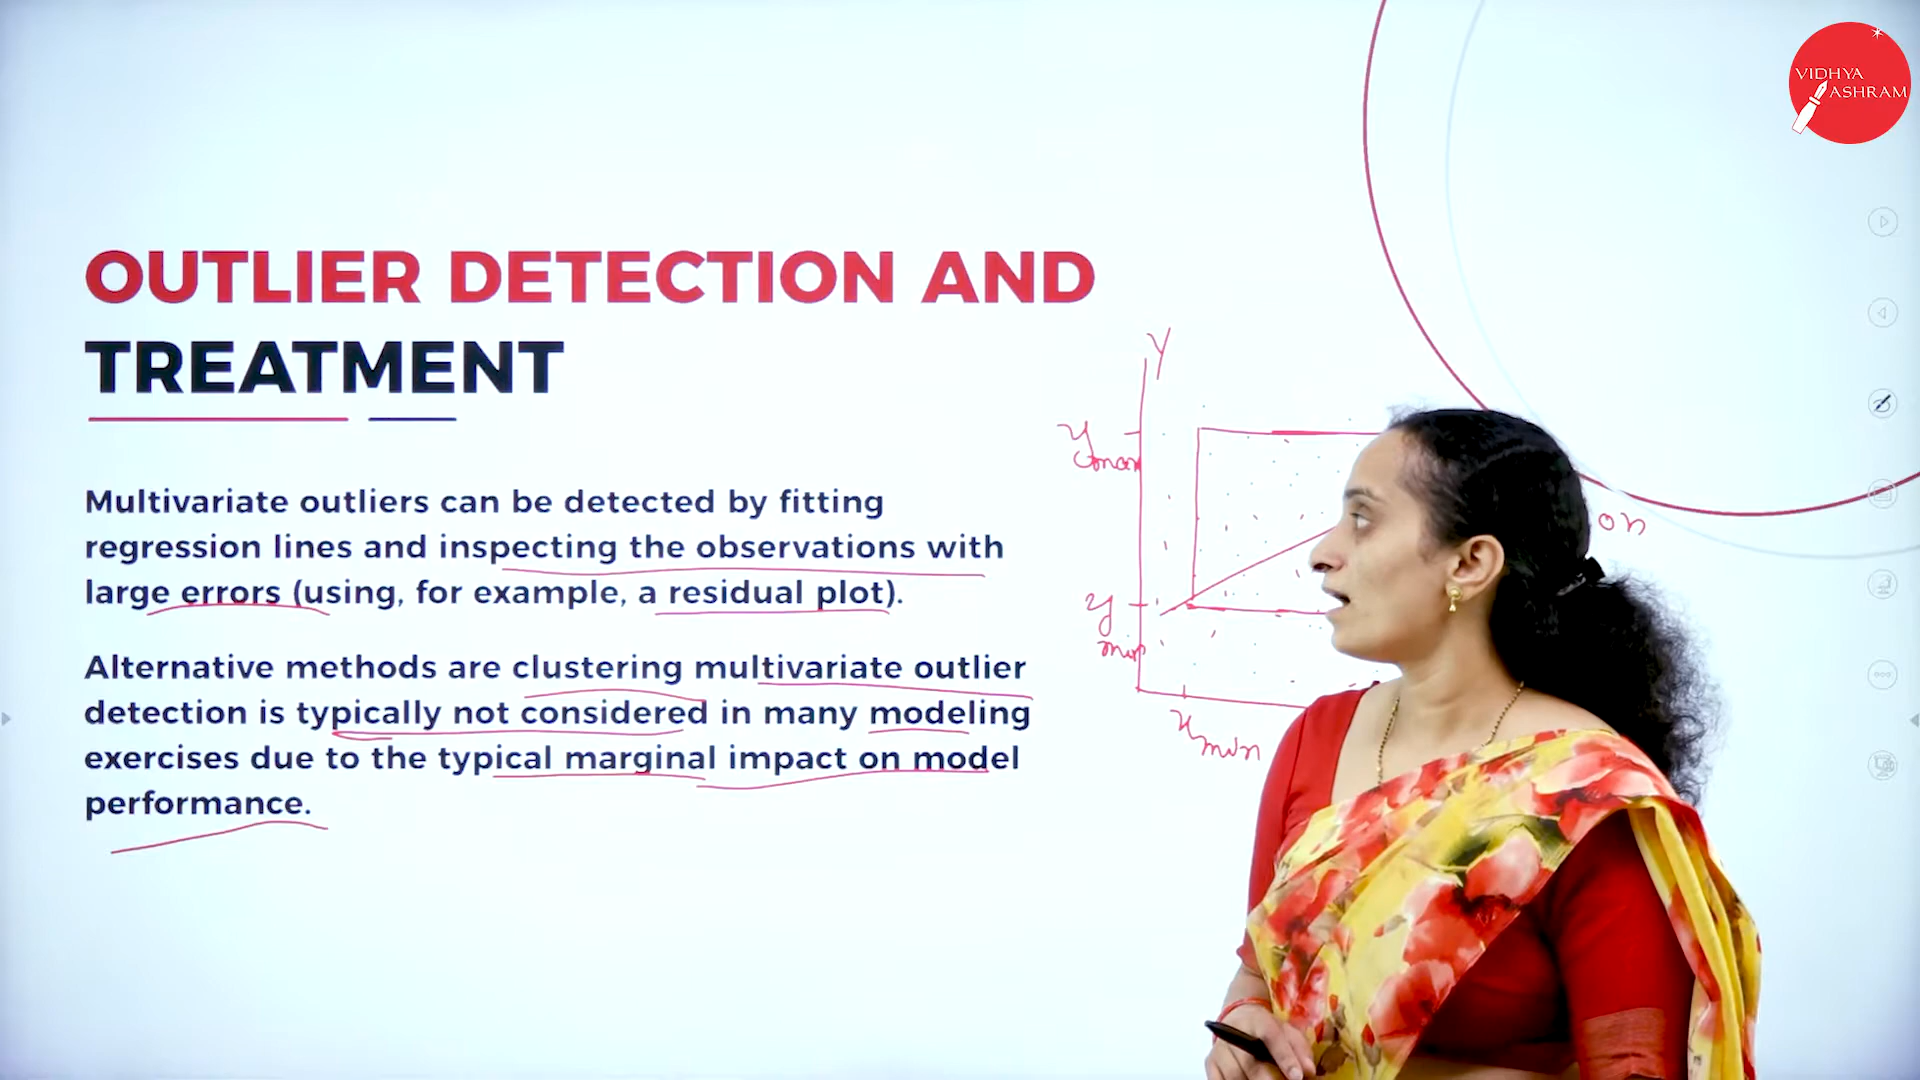 VIDHYA
ASHRAM
OUTLIER DETECTION AND
TREATMENT
Multivariate outliers can be detected by fitting
regression lines and inspecting the observations with
large errors (using, for example, a residual plot).
Alternative methods are clustering multivariate outlier
detection is typically not considered in many modeling
exercises due to the typical marginal impact on model
performance.
Y
y
max
y
min
x min
on